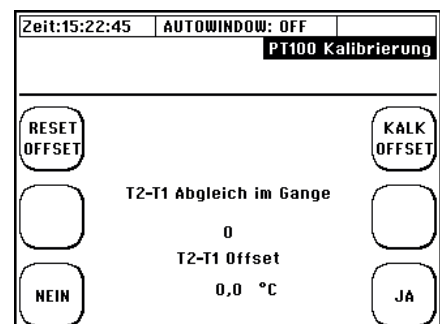 Zeit:15:22:45 AUTOWINDOW: OFF
PT100 Kalibrierung
RESET OFFSET
KALK OFFSET
T2-T1 Abgleich im Gange
0
T2-T1 Offset
0,0 °C
NEIN
JA